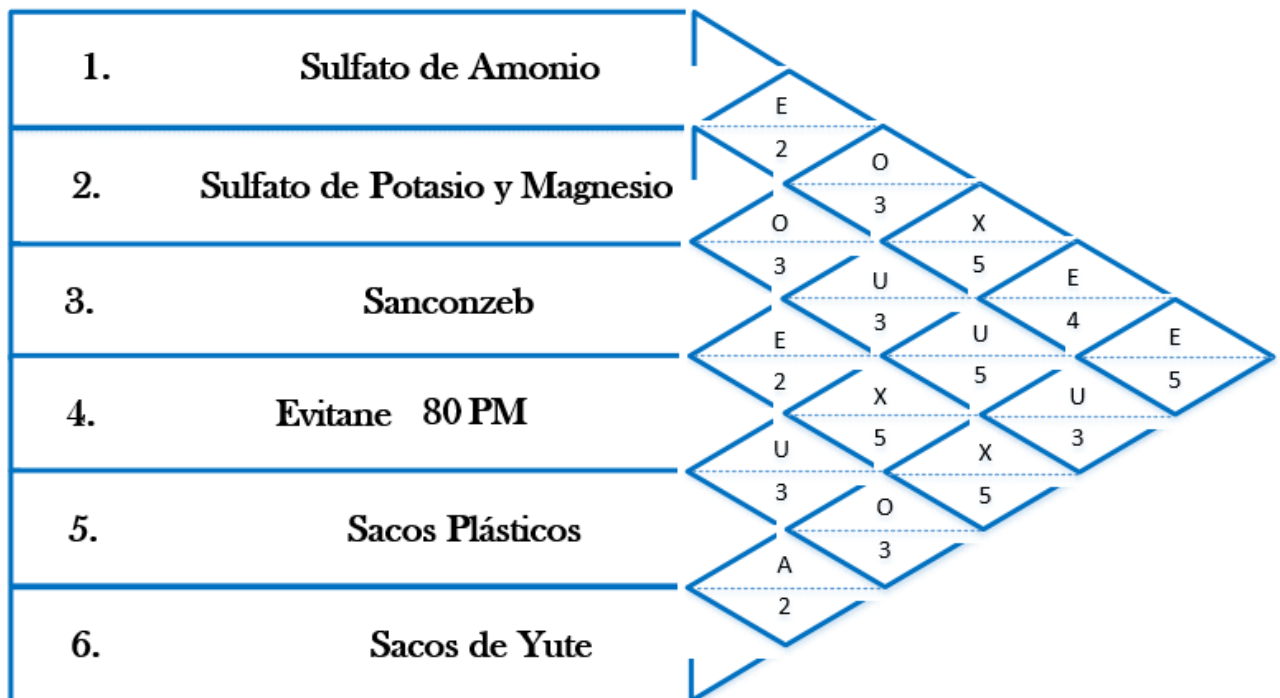 1. Sulfato de Amonio
E
2
O
2. Sulfato de Potasio y Magnesio
3
O
X
3
5
U
E
3. Sanconzeb
3
4
E
U
E
2
5
5
X
U
4. Evitane 80 PM
5
3
U
X
3
5
O
5. Sacos Plásticos
3
A
2
6. Sacos de Yute